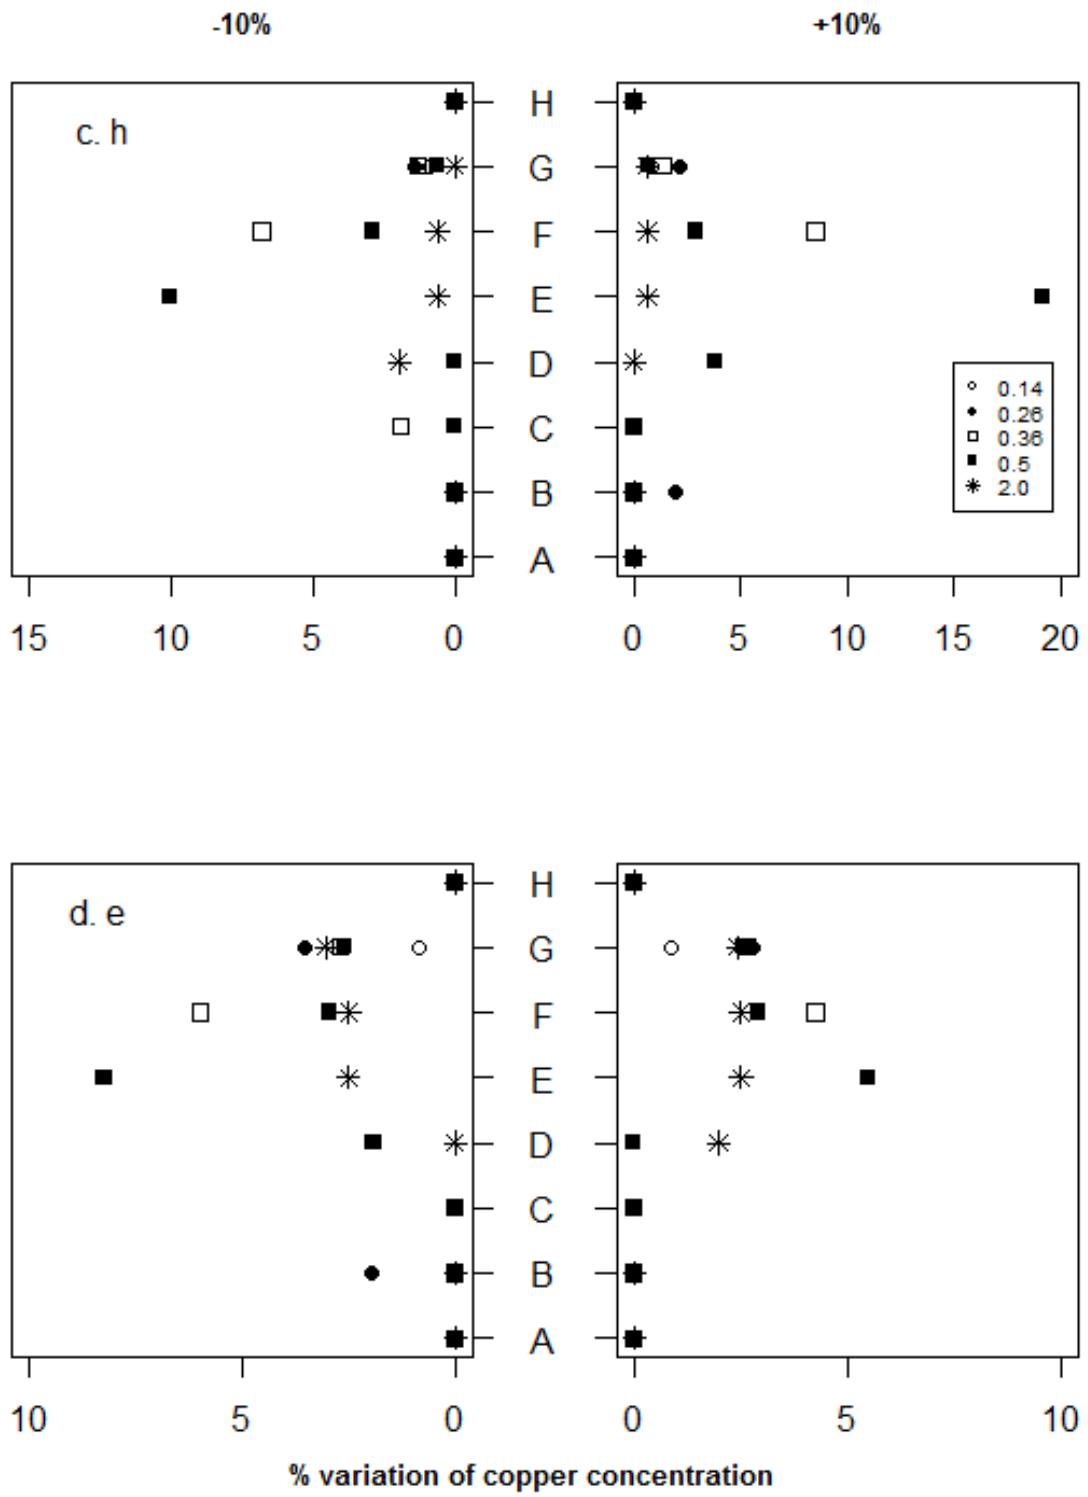 -10% +10%
c. h
H
G
F
E
D
C
B
A
0.14
0.26
0.36
0.5
2.0
15 10 5 0 0 5 10 15 20
d. e
H
G
F
E
D
C
B
A
10 5 0 0 5 10
% variation of copper concentration